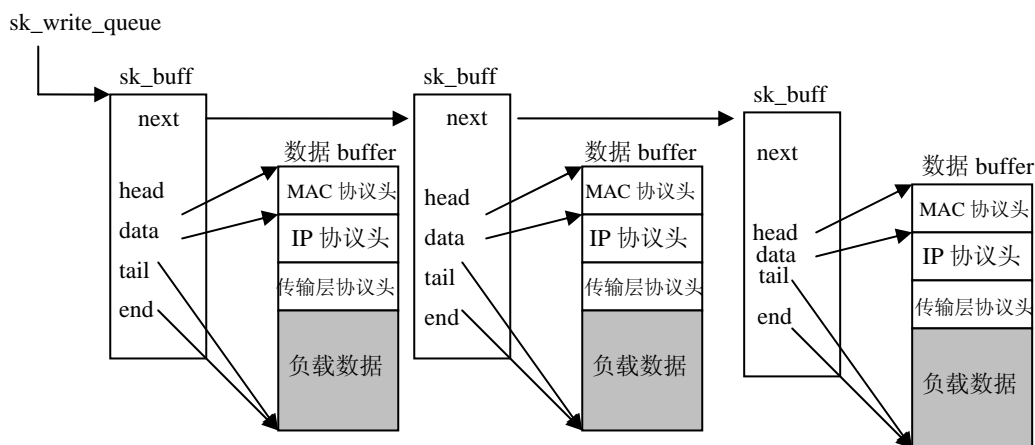 sk_write_queue
sk_buff
next
head
data
tail
end
数据 buffer
MAC 协议头
IP 协议头
传输层协议头
负载数据
sk_buff
next
head
data
tail
end
数据 buffer
MAC 协议头
IP 协议头
传输层协议头
负载数据
sk_buff
next
head
data
tail
end
数据 buffer
MAC 协议头
IP 协议头
传输层协议头
负载数据